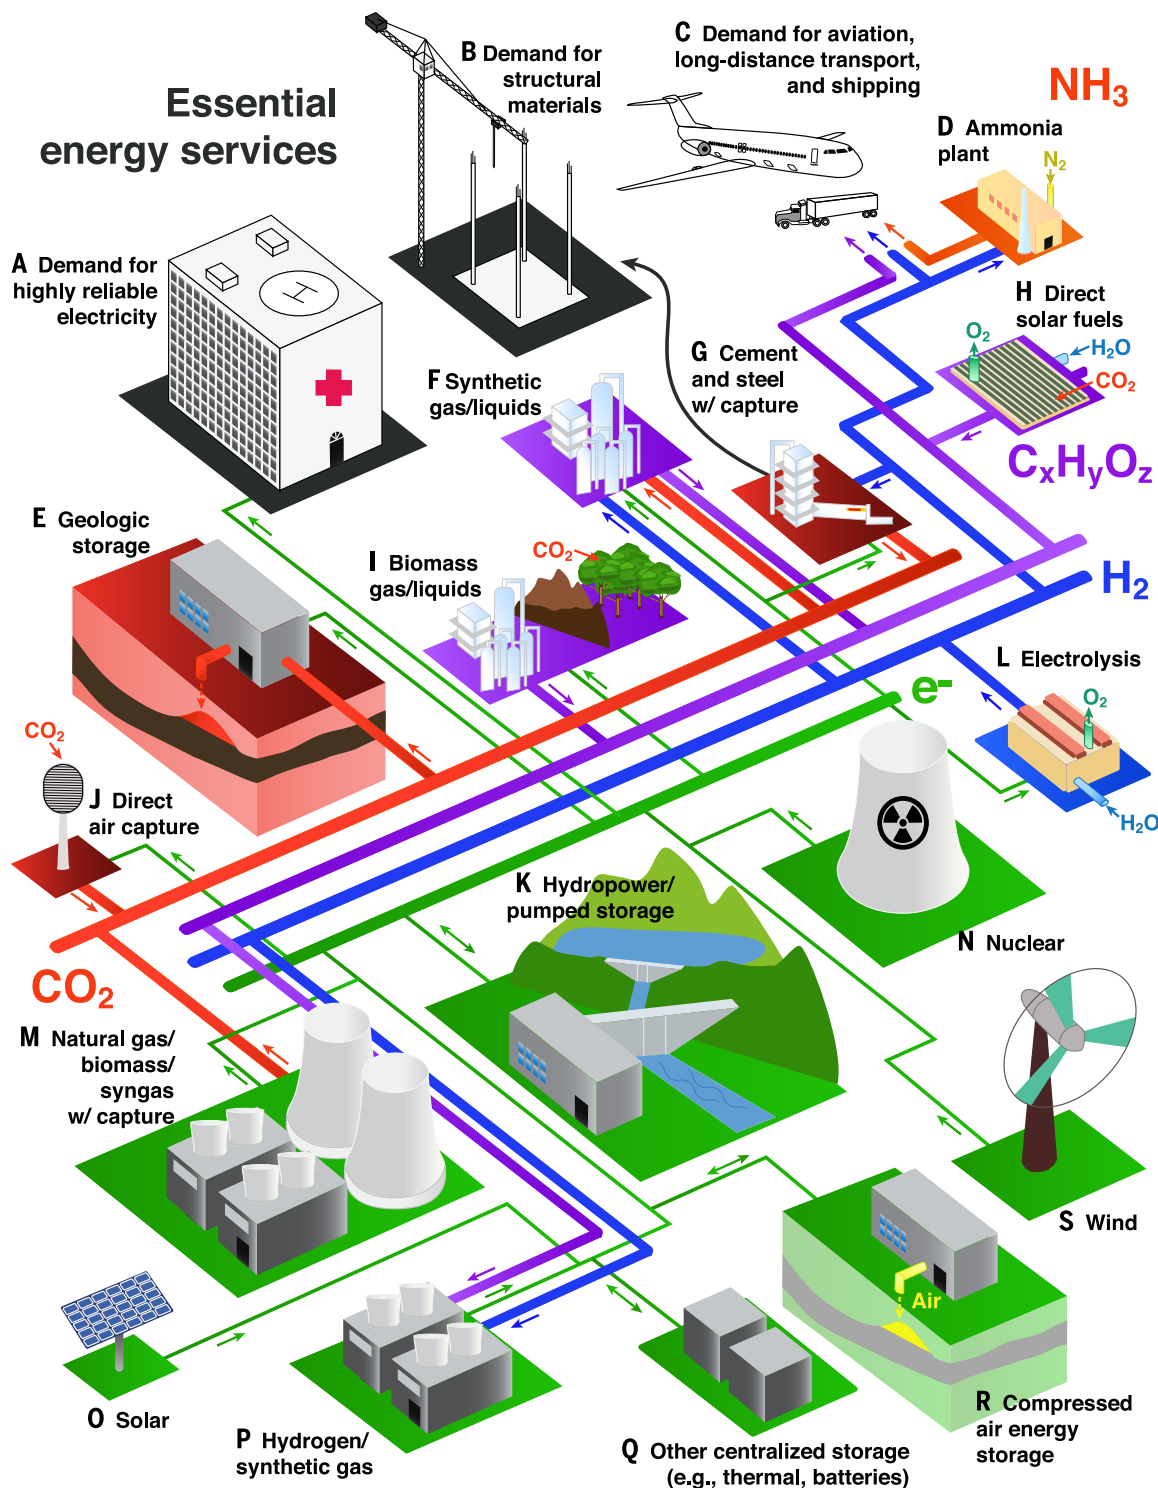 Essential
energy services
A Demand for
highly reliable
electricity
B Demand for
structural
materials
C Demand for aviation,
long-distance transport,
and shipping
NH3
D Ammonia
plant
N2
H
E Geologic
storage
F Synthetic
gas/liquids
G Cement
and steel
w/ capture
H Direct
solar fuels
O2
H2O
CO2
CxHyOz
I Biomass
gas/liquids
CO2
H2
L Electrolysis
O2
H2O
e-
CO2
J Direct
air capture
K Hydropower/
pumped storage
N Nuclear
CO2
M Natural gas/
biomass/
syngas
w/ capture
S Wind
O Solar
P Hydrogen/
synthetic gas
Q Other centralized storage
(e.g., thermal, batteries)
Air
R Compressed
air energy
storage